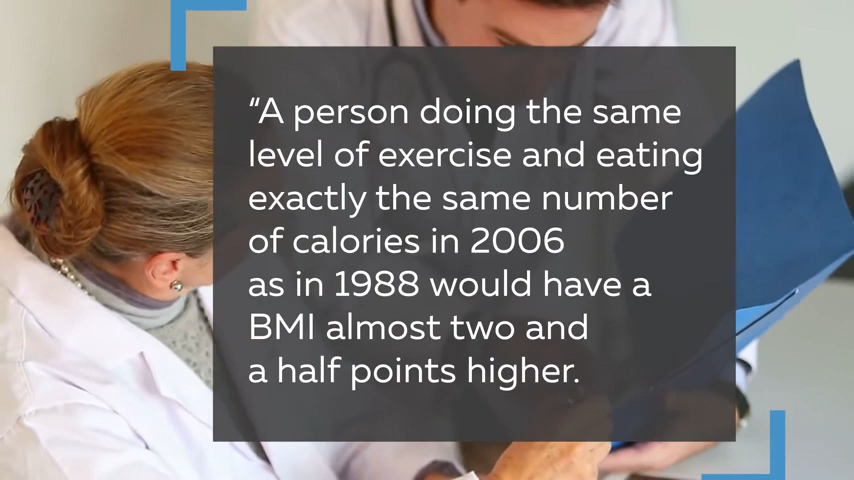 “A person doing the same
level of exercise and eating
exactly the same number
of calories in 2006
as in 1988 would have a
BMI almost two and
a half points higher.